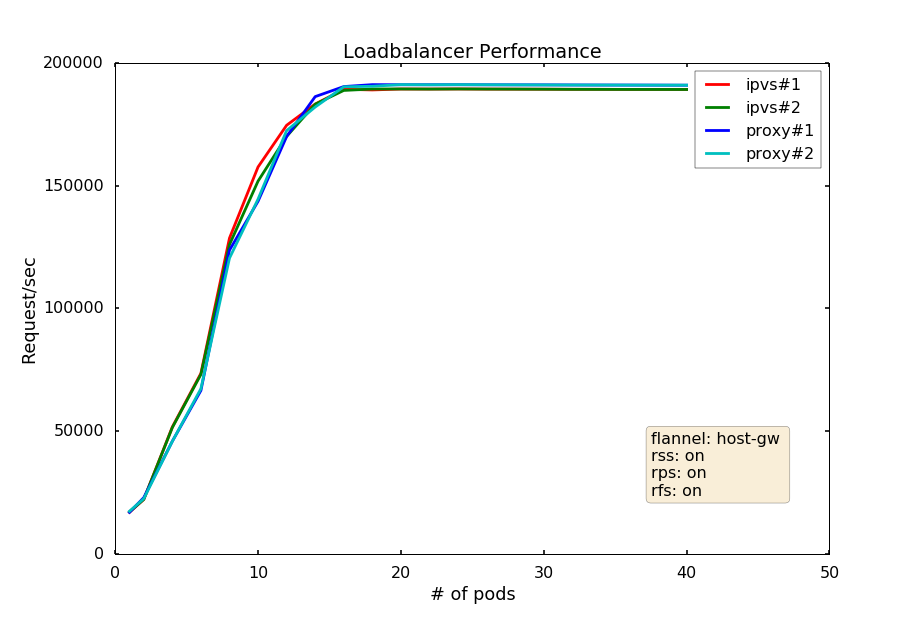 Loadbalancer Performance
200000
150000
100000
50000
0
Request/sec
0 10 20 30 40 50
# of pods
ipvs#1
ipvs#2
proxy#1
proxy#2
flannel: host-gw
rss: on
rps: on
rfs: on